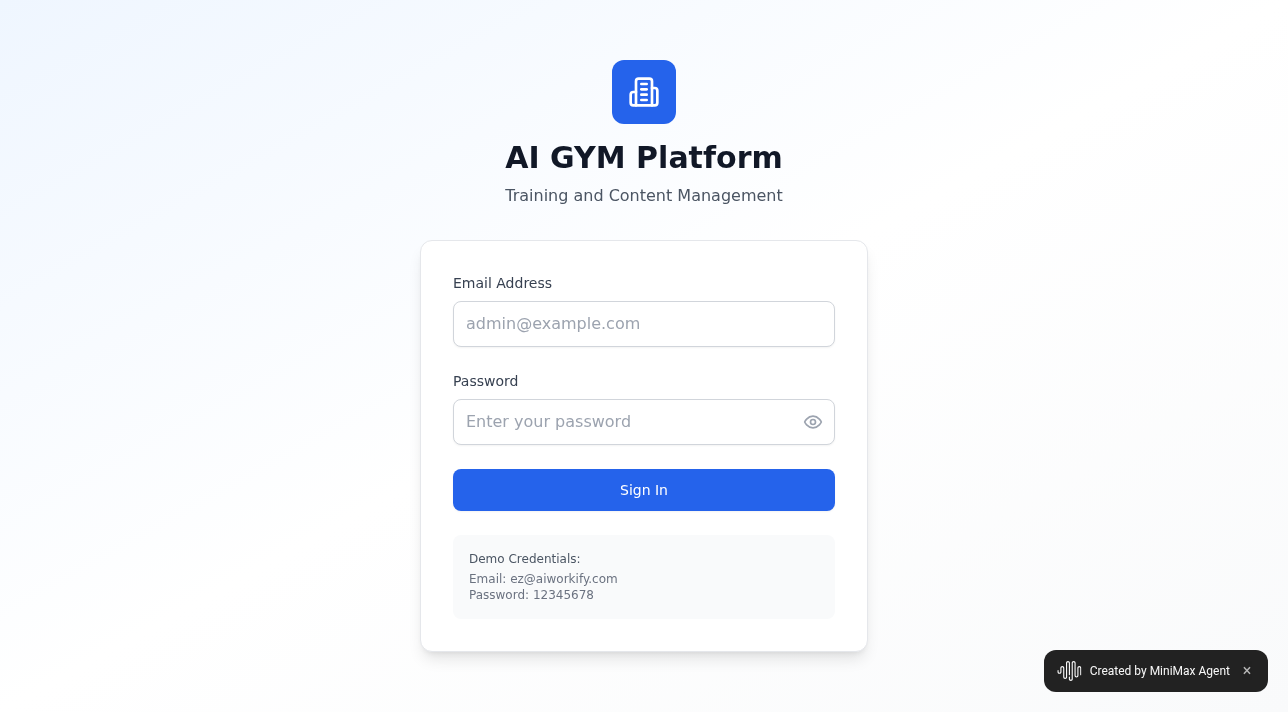 AI GYM Platform
Training and Content Management
Email Address
admin@example.com
Password
Enter your password
Sign In
Demo Credentials:
Email: ez@aiworkify.com
Password: 12345678
Created by MiniMax Agent ×